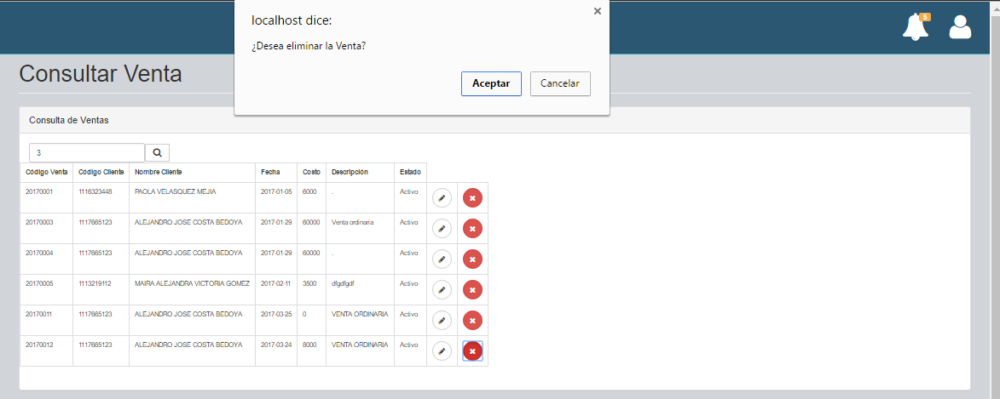 localhost dice:
¿Desea eliminar la Venta?
Aceptar Cancelar
5
Consultar Venta
Consulta de Ventas
3
Código Venta Código Cliente Nombre Cliente Fecha Costo Descripción Estado
20170001 1116323448 PAOLA VELASQUEZ MEJIA 2017-01-05 6000 . Activo
20170003 1117665123 ALEJANDRO JOSE COSTA BEDOYA 2017-01-29 60000 Venta ordinaria Activo
20170004 1117665123 ALEJANDRO JOSE COSTA BEDOYA 2017-01-29 60000 . Activo
20170005 1113219112 MAIRA ALEJANDRA VICTORIA GOMEZ 2017-02-11 3500 dfgdfgdf Activo
20170011 1117665123 ALEJANDRO JOSE COSTA BEDOYA 2017-03-25 0 VENTA ORDINARIA Activo
20170012 1117665123 ALEJANDRO JOSE COSTA BEDOYA 2017-03-24 8000 VENTA ORDINARIA Activo